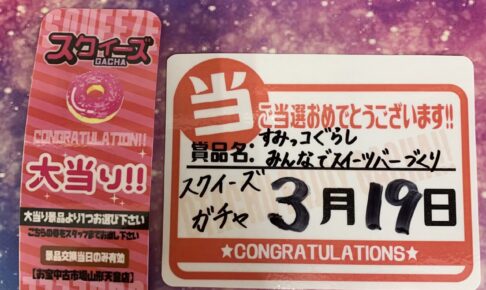 SQUEEZE
スクイーズ
GACHA
CONGRATULATION!!
大当り!!
大当り景品より1つお選び下さい
こちらの券をスタッフまでお渡し下さい
景品交換当日のみ有効
【お宝中古市場山形天童店】
当
ご当選おめでとうございます!!
賞品名:すみっコぐらし
みんなでスイーツバーづくり
スクイーズ
ガチャ
3月19日
★CONGRATULATIONS★